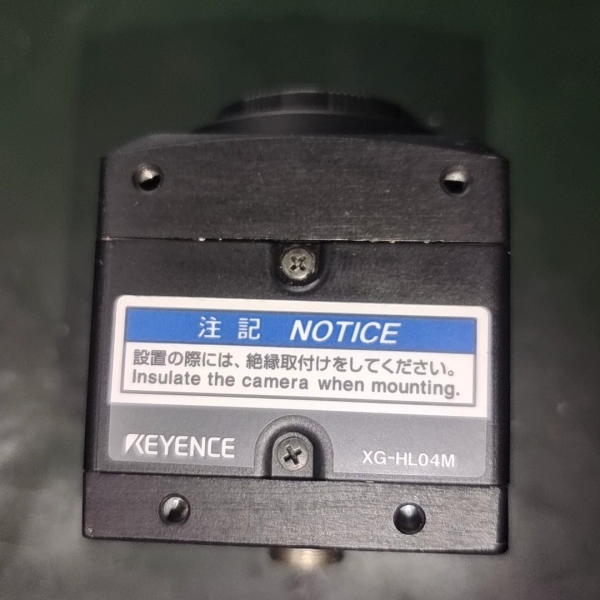 注記 NOTICE
設置の際には、絶縁取付けをしてください。
Insulate the camera when mounting.
KEYENCE
XG-HL04M